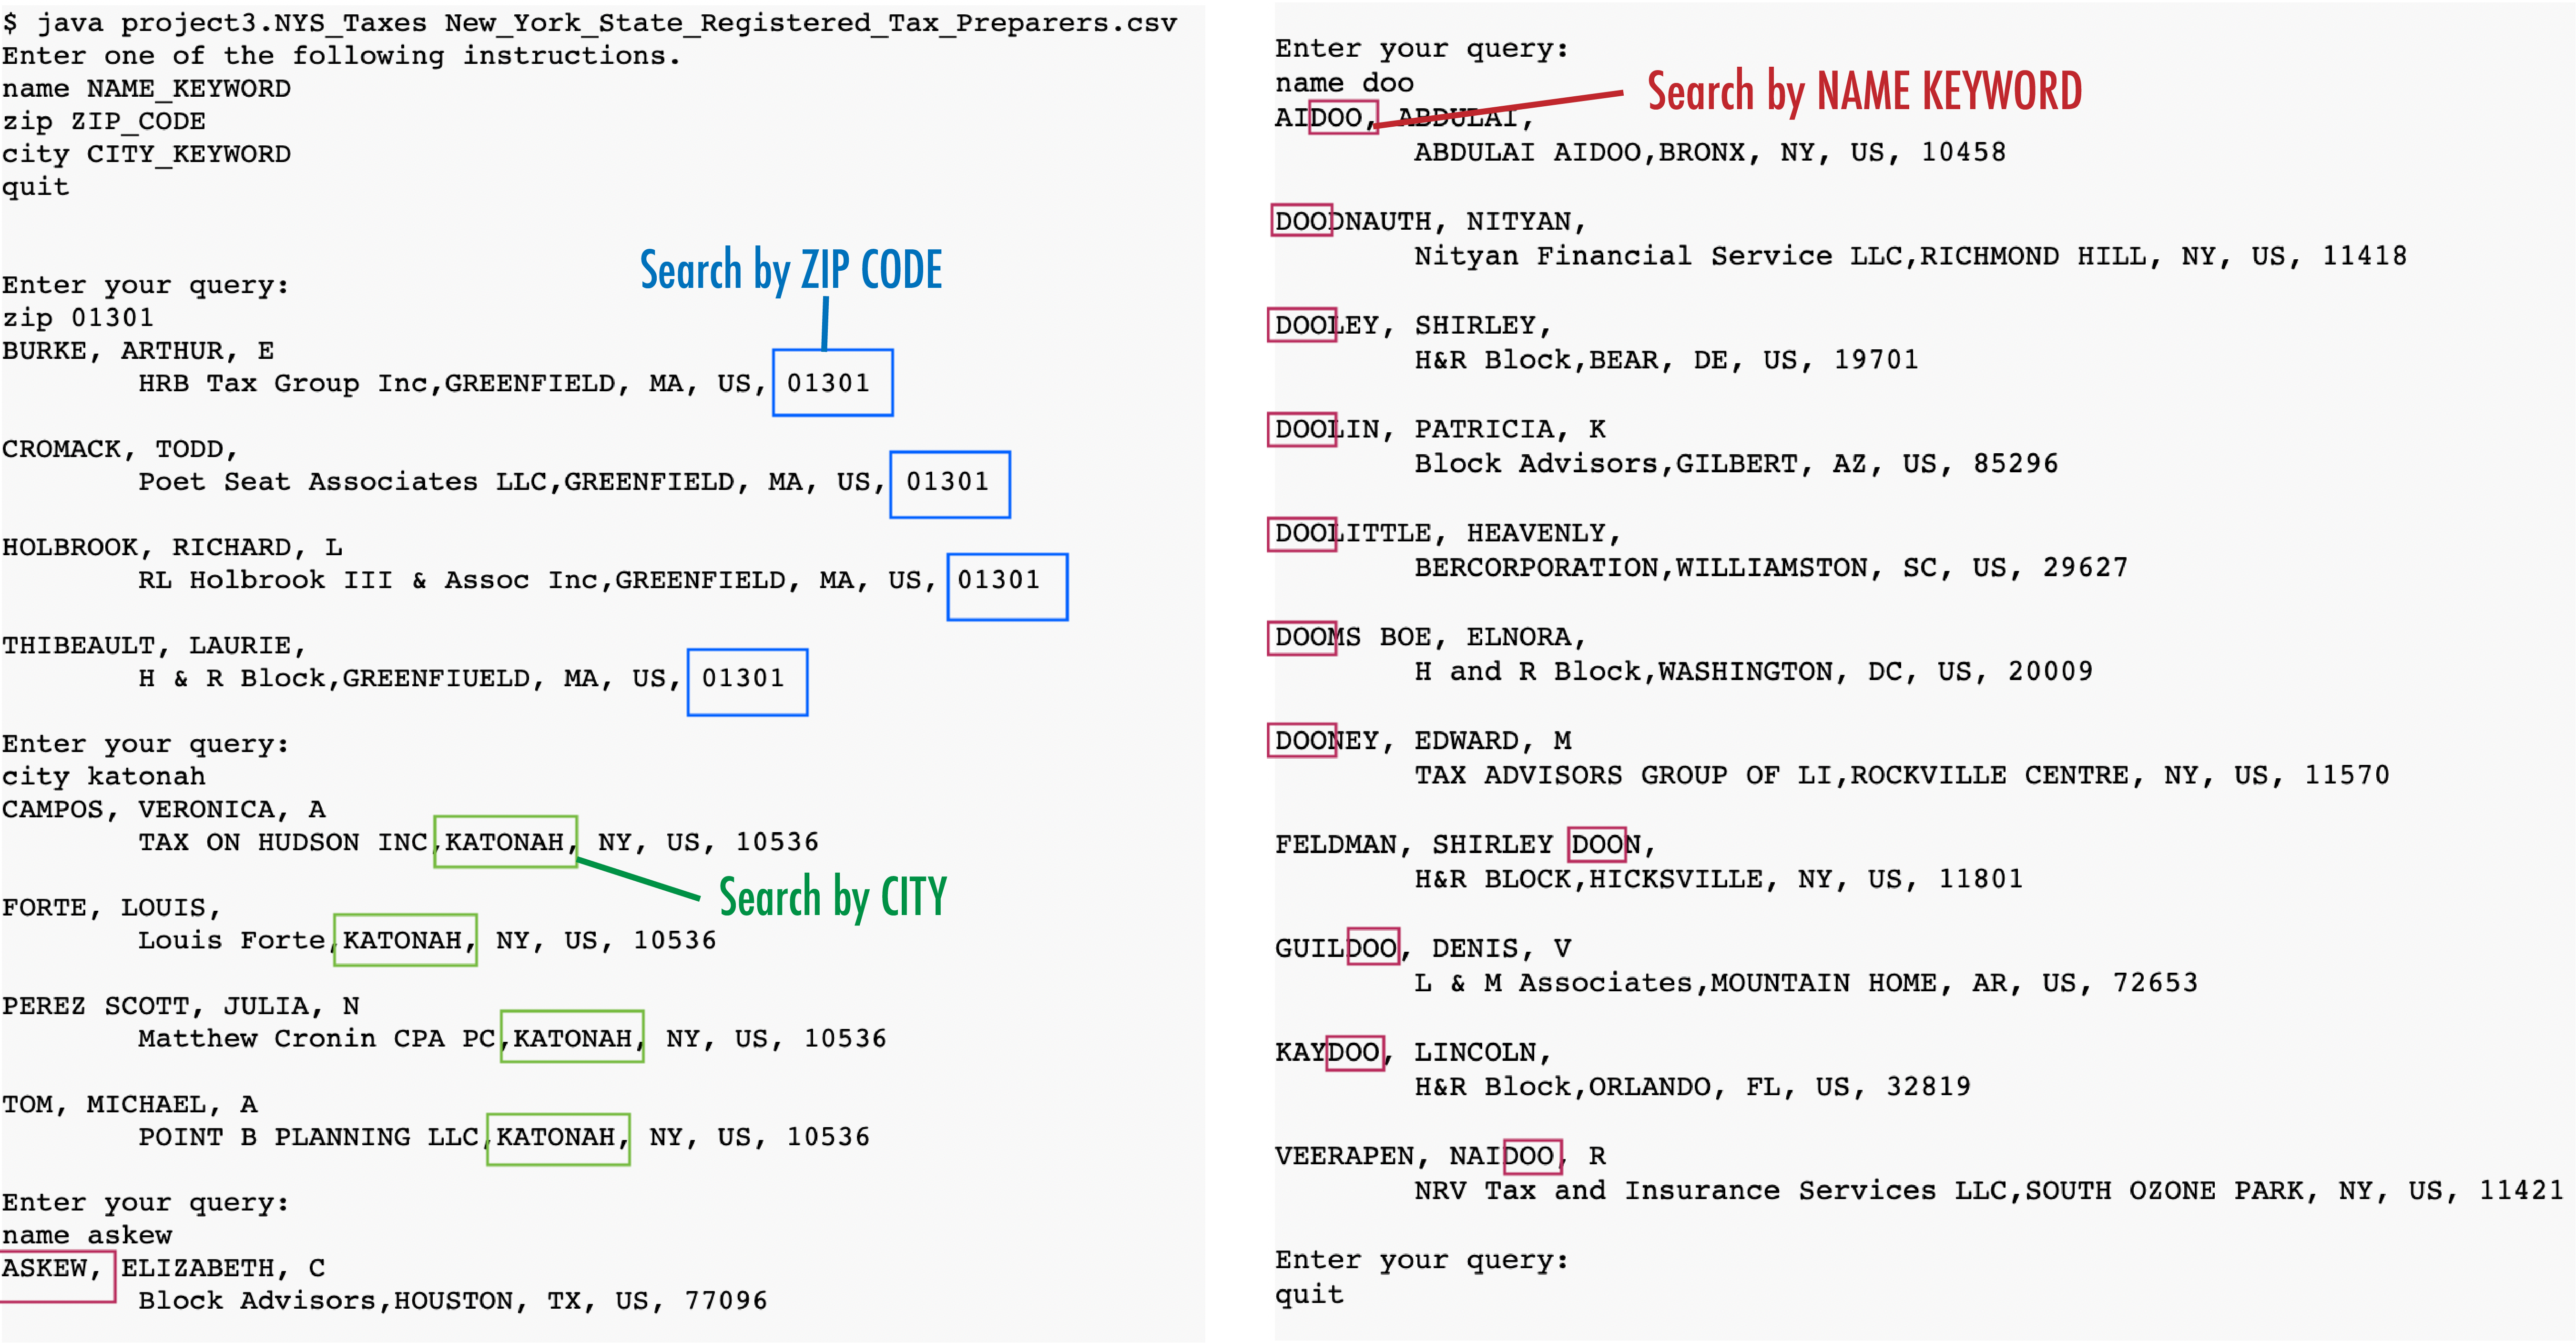 $ java project3.NYS_Taxes New_York_State_Registered_Tax_Preparers.csv
Enter one of the following instructions.
name NAME_KEYWORD
zip ZIP_CODE
city CITY_KEYWORD
quit
Search by ZIP CODE
Enter your query:
zip 01301
BURKE, ARTHUR, E
HRB Tax Group Inc,GREENFIELD, MA, US, 01301
CROMACK, TODD,
Poet Seat Associates LLC,GREENFIELD, MA, US, 01301
HOLBROOK, RICHARD, L
RL Holbrook III & Assoc Inc,GREENFIELD, MA, US, 01301
THIBEAULT, LAURIE,
H & R Block,GREENFIUELD, MA, US, 01301
Enter your query:
city katonah
CAMPOS, VERONICA, A
TAX ON HUDSON INC,KATONAH, NY, US, 10536
Search by CITY
FORTE, LOUIS,
Louis Forte,KATONAH, NY, US, 10536
PEREZ SCOTT, JULIA, N
Matthew Cronin CPA PC,KATONAH, NY, US, 10536
TOM, MICHAEL, A
POINT B PLANNING LLC,KATONAH, NY, US, 10536
Enter your query:
name askew
ASKEW, ELIZABETH, C
Block Advisors,HOUSTON, TX, US, 77096
Enter your query:
name doo
Search by NAME KEYWORD
AIDOO, ABDULAI,
ABDULAI AIDOO,BRONX, NY, US, 10458
DOODNAUTH, NITYAN,
Nityan Financial Service LLC,RICHMOND HILL, NY, US, 11418
DOOLEY, SHIRLEY,
H&R Block,BEAR, DE, US, 19701
DOOLIN, PATRICIA, K
Block Advisors,GILBERT, AZ, US, 85296
DOOLITTLE, HEAVENLY,
BERCORPORATION,WILLIAMSTON, SC, US, 29627
DOOMS BOE, ELNORA,
H and R Block,WASHINGTON, DC, US, 20009
DOONEY, EDWARD, M
TAX ADVISORS GROUP OF LI,ROCKVILLE CENTRE, NY, US, 11570
FELDMAN, SHIRLEY DOON,
H&R BLOCK,HICKSVILLE, NY, US, 11801
GUILDOO, DENIS, V
L & M Associates,MOUNTAIN HOME, AR, US, 72653
KAYDOO, LINCOLN,
H&R Block,ORLANDO, FL, US, 32819
VEERAPEN, NAIDOO, R
NRV Tax and Insurance Services LLC,SOUTH OZONE PARK, NY, US, 11421
Enter your query:
quit